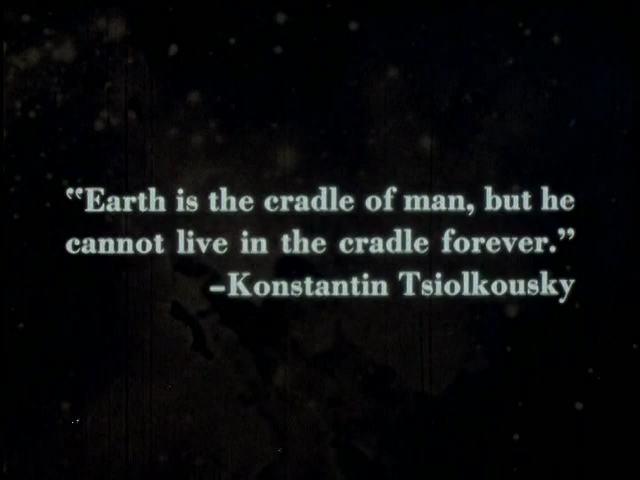 “Earth is the cradle of man, but he
cannot live in the cradle forever.”
–Konstantin Tsiolkousky